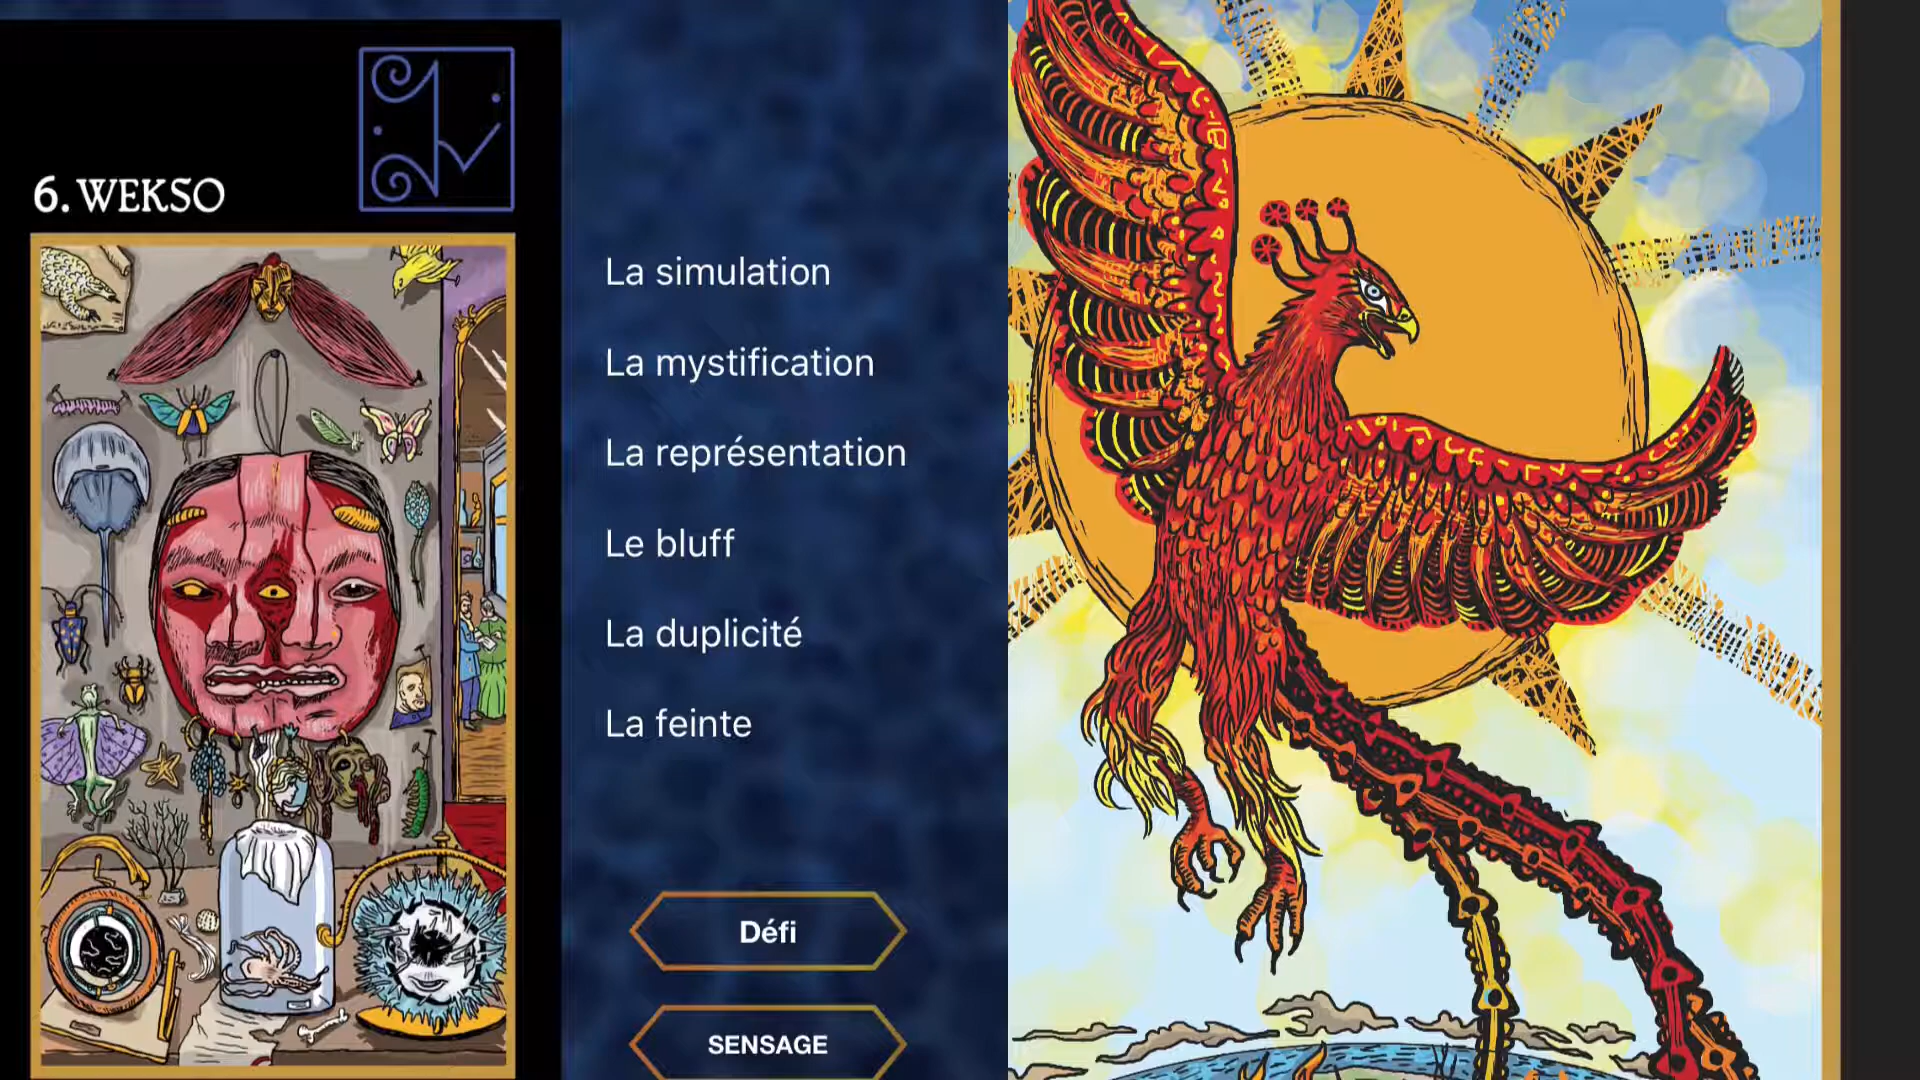 6. WEKSO
La simulation
La mystification
La représentation
Le bluff
La duplicité
La feinte
Défi
SENSAGE